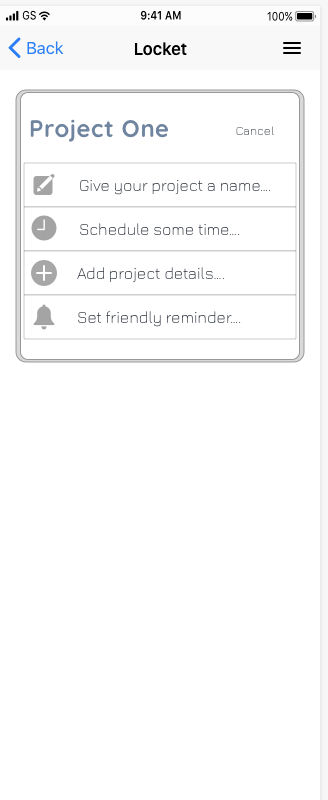 GS 9:41 AM 100%
Back Locket
Project One Cancel
Give your project a name....
Schedule some time....
Add project details....
Set friendly reminder....